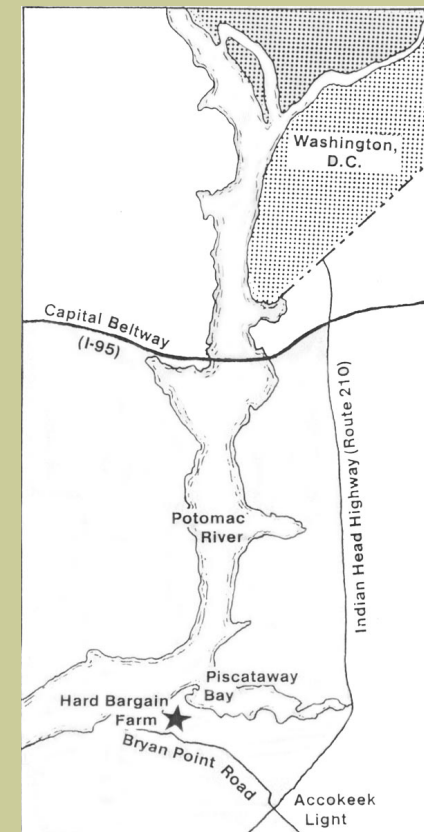 Washington,
D.C.
Capital Beltway
(I-95)
Indian Head Highway (Route 210)
Potomac
River
Piscataway
Bay
Hard Bargain
Farm
Bryan Point Road
Accokeek
Light